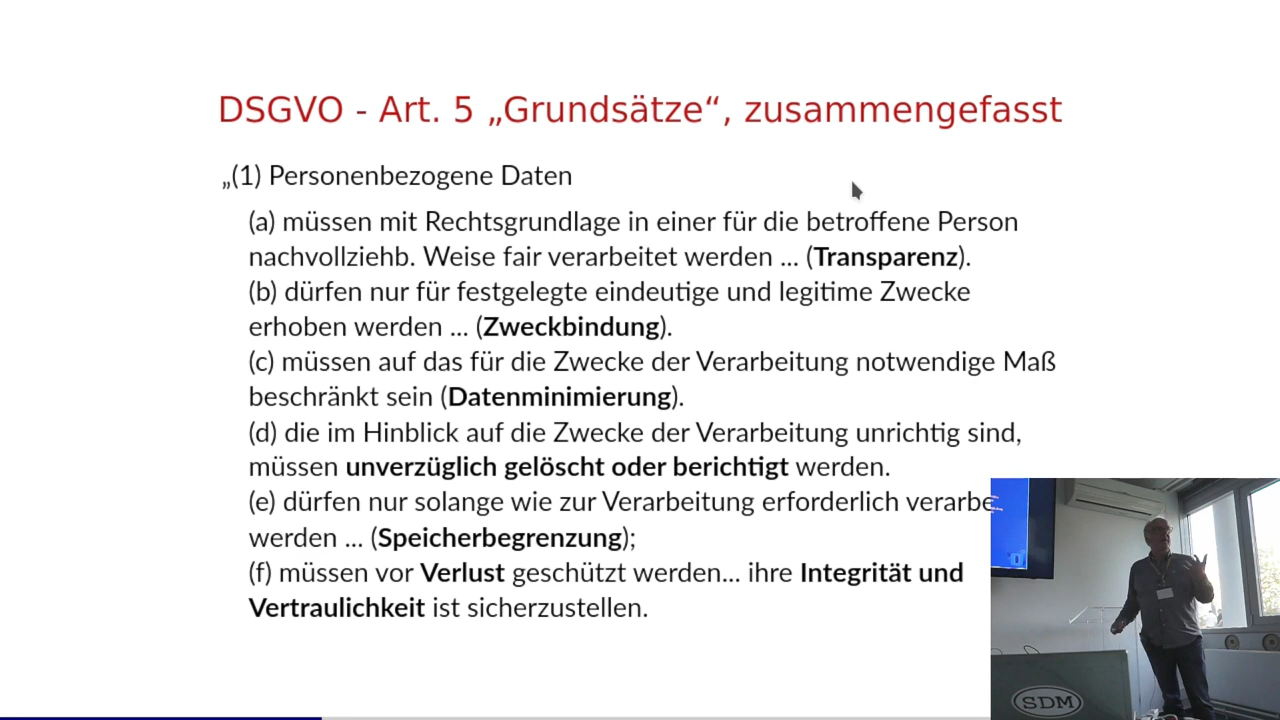 DSGVO - Art. 5 „Grundsätze“, zusammengefasst
„(1) Personenbezogene Daten
(a) müssen mit Rechtsgrundlage in einer für die betroffene Person
nachvollziehb. Weise fair verarbeitet werden ... (Transparenz).
(b) dürfen nur für festgelegte eindeutige und legitime Zwecke
erhoben werden ... (Zweckbindung).
(c) müssen auf das für die Zwecke der Verarbeitung notwendige Maß
beschränkt sein (Datenminimierung).
(d) die im Hinblick auf die Zwecke der Verarbeitung unrichtig sind,
müssen unverzüglich gelöscht oder berichtigt werden.
(e) dürfen nur solange wie zur Verarbeitung erforderlich verarbe
werden ... (Speicherbegrenzung);
(f) müssen vor Verlust geschützt werden... ihre Integrität und
Vertraulichkeit ist sicherzustellen.
SDM